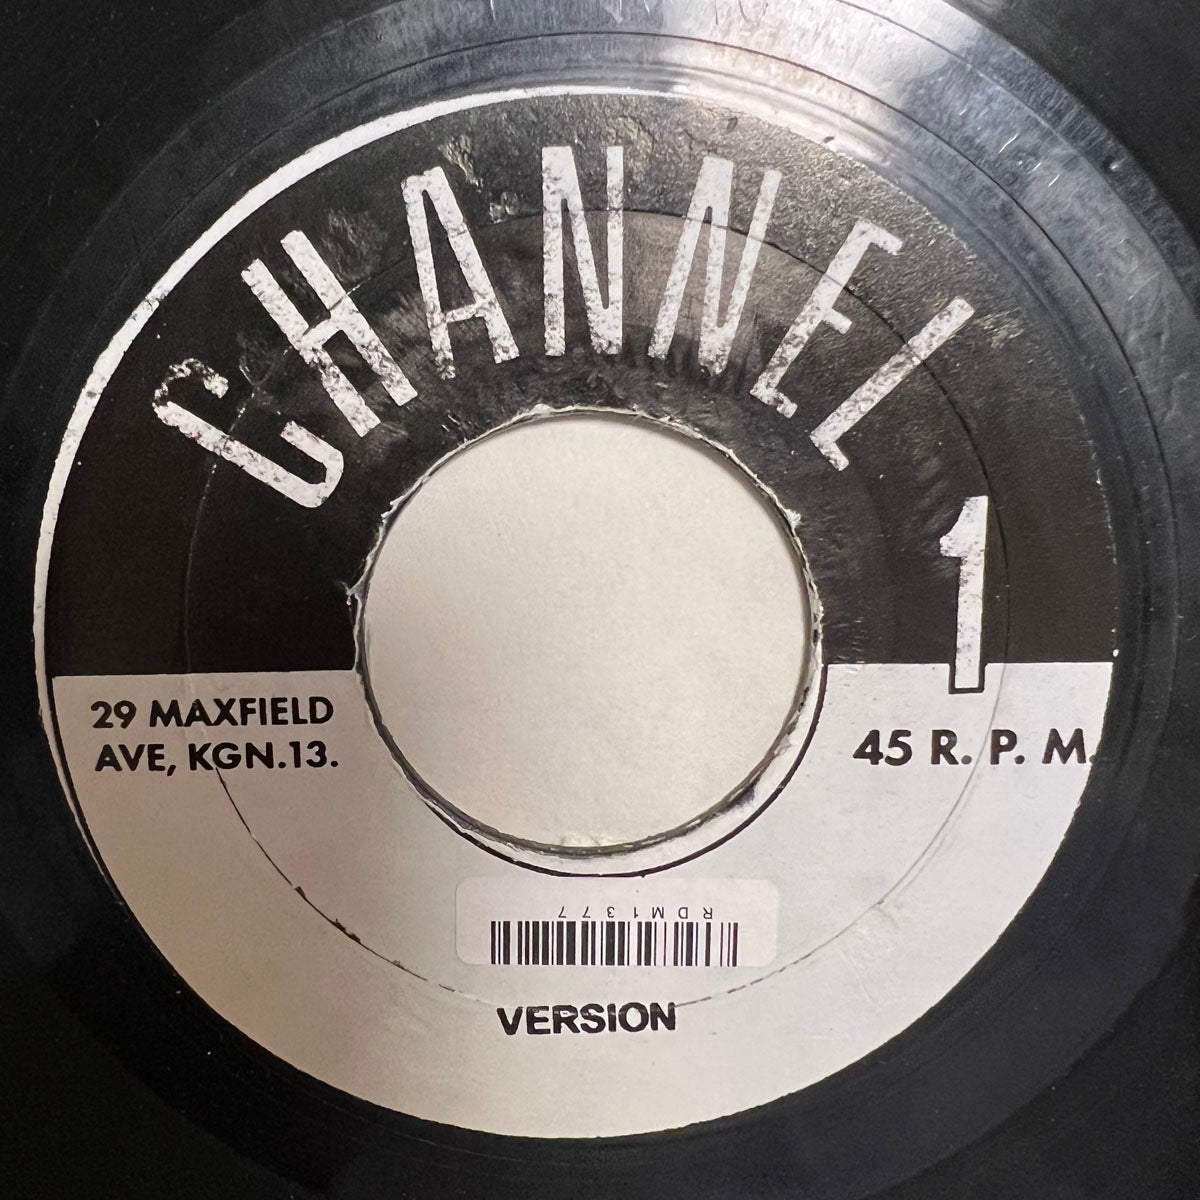 CHANNEL
1
29 MAXFIELD
AVE, KGN.13.
45 R. P. M.
RDM1377
VERSION